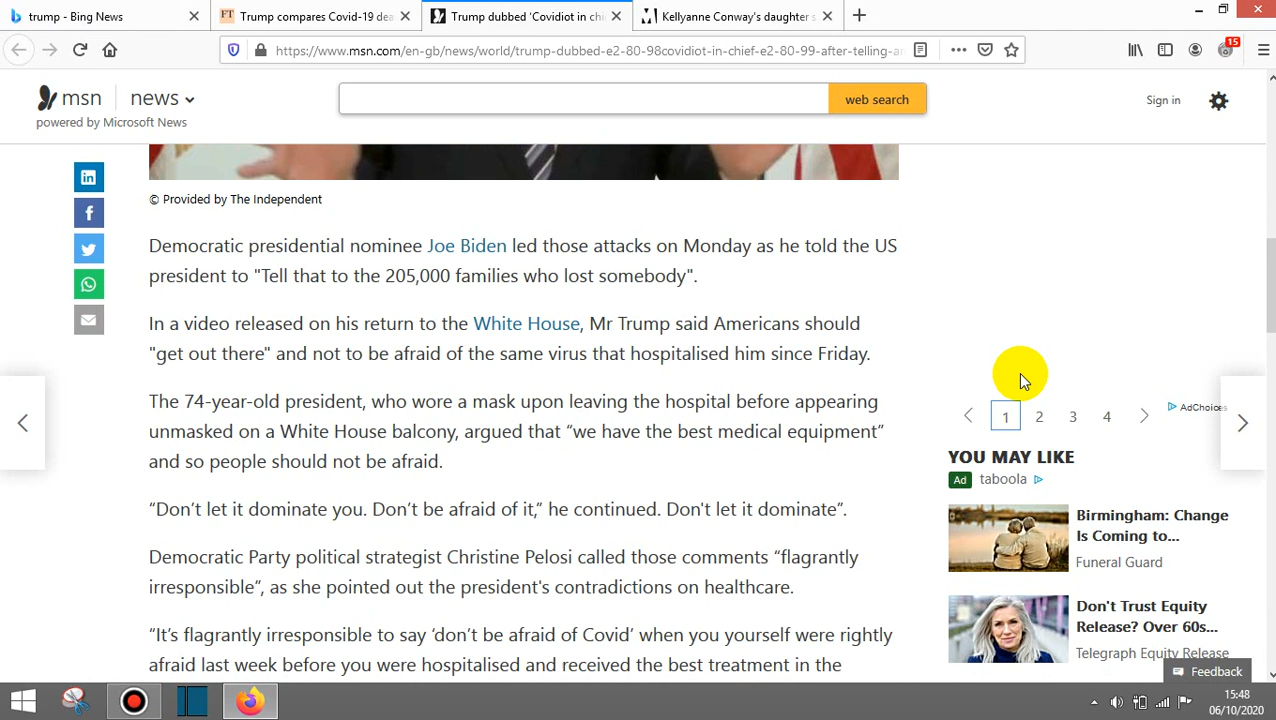 trump - Bing News
FT Trump compares Covid-19 dea
Trump dubbed ‘Covidiot in chi
Kellyanne Conway's daughter s
https://www.msn.com/en-gb/news/world/trump-dubbed-e2-80-98covidiot-in-chief-e2-80-99-after-telling-an
15
msn
news
powered by Microsoft News
web search
Sign in
© Provided by The Independent
Democratic presidential nominee Joe Biden led those attacks on Monday as he told the US
president to "Tell that to the 205,000 families who lost somebody".
In a video released on his return to the White House, Mr Trump said Americans should
"get out there" and not to be afraid of the same virus that hospitalised him since Friday.
The 74-year-old president, who wore a mask upon leaving the hospital before appearing
unmasked on a White House balcony, argued that “we have the best medical equipment”
and so people should not be afraid.
“Don’t let it dominate you. Don’t be afraid of it,” he continued. Don't let it dominate”.
Democratic Party political strategist Christine Pelosi called those comments “flagrantly
irresponsible”, as she pointed out the president's contradictions on healthcare.
“It’s flagrantly irresponsible to say ‘don’t be afraid of Covid’ when you yourself were rightly
afraid last week before you were hospitalised and received the best treatment in the
1 2 3 4
AdChoices
YOU MAY LIKE
Ad taboola
Birmingham: Change
Is Coming to...
Funeral Guard
Don't Trust Equity
Release? Over 60s...
Telegraph Equity Release
Feedback
15:48
06/10/2020